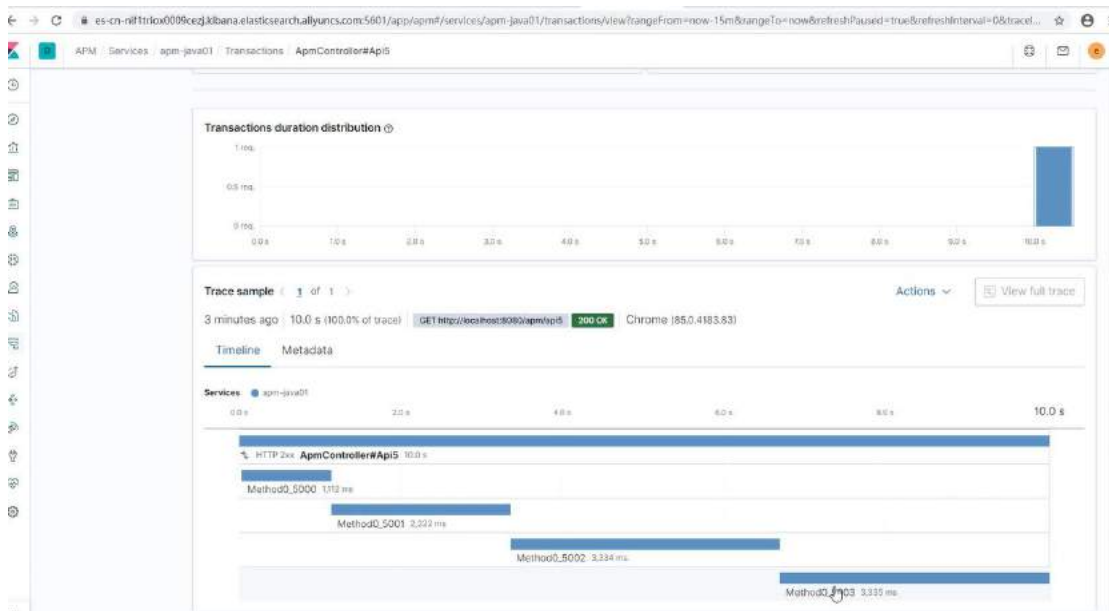 es-cn-nlf1triox0009cezj.kibana.elasticsearch.aliyuncs.com:5601/app/apm#/services/apm-java01/transactions/view?rangeFrom=now-15m&rangeTo=now&refreshPaused=true&refreshInterval=0&tracel...
D APM / Services / apm-java01 / Transactions / ApmController#Api5 e
Transactions duration distribution
1 req.
0.5 req.
0 req.
0.0 s 1.0 s 2.0 s 3.0 s 4.0 s 5.0 s 6.0 s 7.0 s 8.0 s 9.0 s 10.0 s
Trace sample < 1 of 1 > Actions View full trace
3 minutes ago 10.0 s (100.0% of trace) GET http://localhost:8080/apm/api5 200 OK Chrome (85.0.4183.83)
Timeline Metadata
Services apm-java01
0.0 s 2.0 s 4.0 s 6.0 s 8.0 s 10.0 s
HTTP 2xx ApmController#Api5 10.0 s
Method0_5000 1,112 ms
Method0_5001 2,222 ms
Method0_5002 3,334 ms
3,335 ms